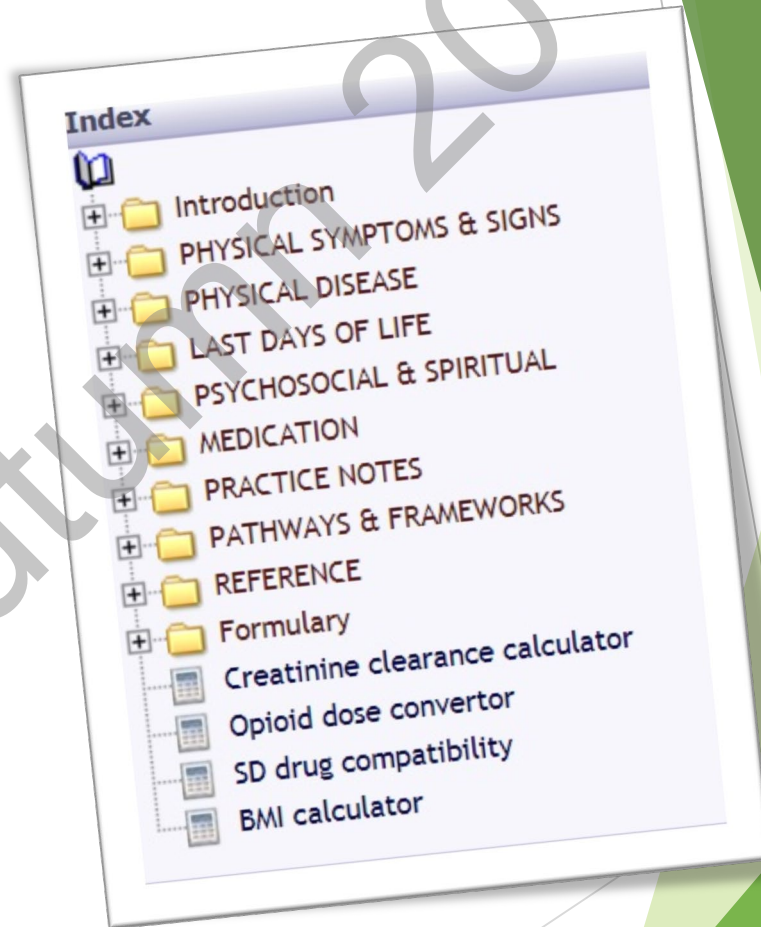 Index
Introduction
PHYSICAL SYMPTOMS & SIGNS
PHYSICAL DISEASE
LAST DAYS OF LIFE
PSYCHOSOCIAL & SPIRITUAL
MEDICATION
PRACTICE NOTES
PATHWAYS & FRAMEWORKS
REFERENCE
Formulary
Creatinine clearance calculator
Opioid dose convertor
SD drug compatibility
BMI calculator